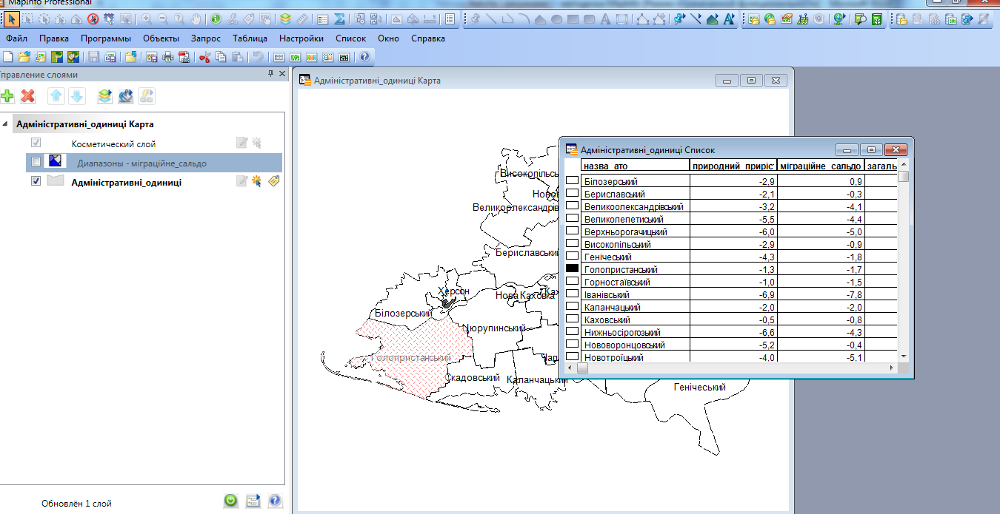 MapInfo Professional
Файл Правка Программы Объекты Запрос Таблица Настройки Список Окно Справка
Управление слоями
Адміністративні_одиниці Карта
Косметический слой
Диапазоны - міграційне_сальдо
Адміністративні_одиниці
Обновлён 1 слой
Адміністративні_одиниці Карта
Високопільсь
Ново
Великоолександрів
Бериславський
Херсон
Нова Каховка
Ках
Білозерський
Цюрупинський
Голопристанський
Чап
Скадовський
Каланчацький
Генічеський
Адміністративні_одиниці Список
назва_ато природний_приріс міграційне_сальдо загаль
Білозерський -2,9 0,9
Бериславський -2,1 -0,3
Великоолександрівський -3,2 -4,1
Великолепетиський -5,5 -4,4
Верхньорогачицький -6,0 -5,0
Високопільський -2,9 -0,9
Генічеський -4,3 -1,8
Голопристанський -1,3 -1,7
Горностаївський -1,0 -1,5
Іванівський -6,9 -7,8
Каланчацький -2,0 -2,0
Каховський -0,5 -0,8
Нижньосірогозький -6,6 -4,3
Нововоронцовський -5,2 -0,4
Новотроїцький -4,0 -5,1